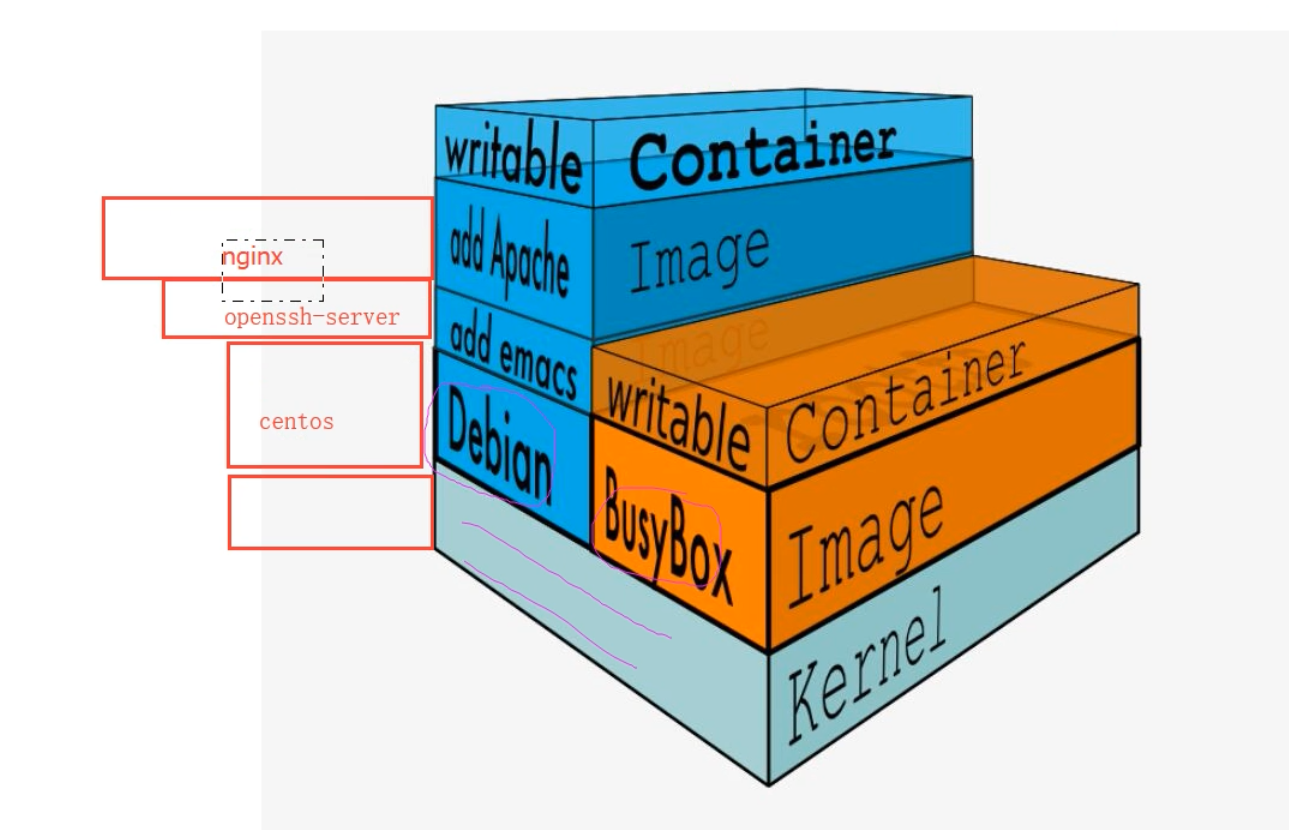 writable
Container
add Apache
Image
nginx
openssh-server
add emacs
Image
centos
Debian
writable
Container
BusyBox
Image
Kernel